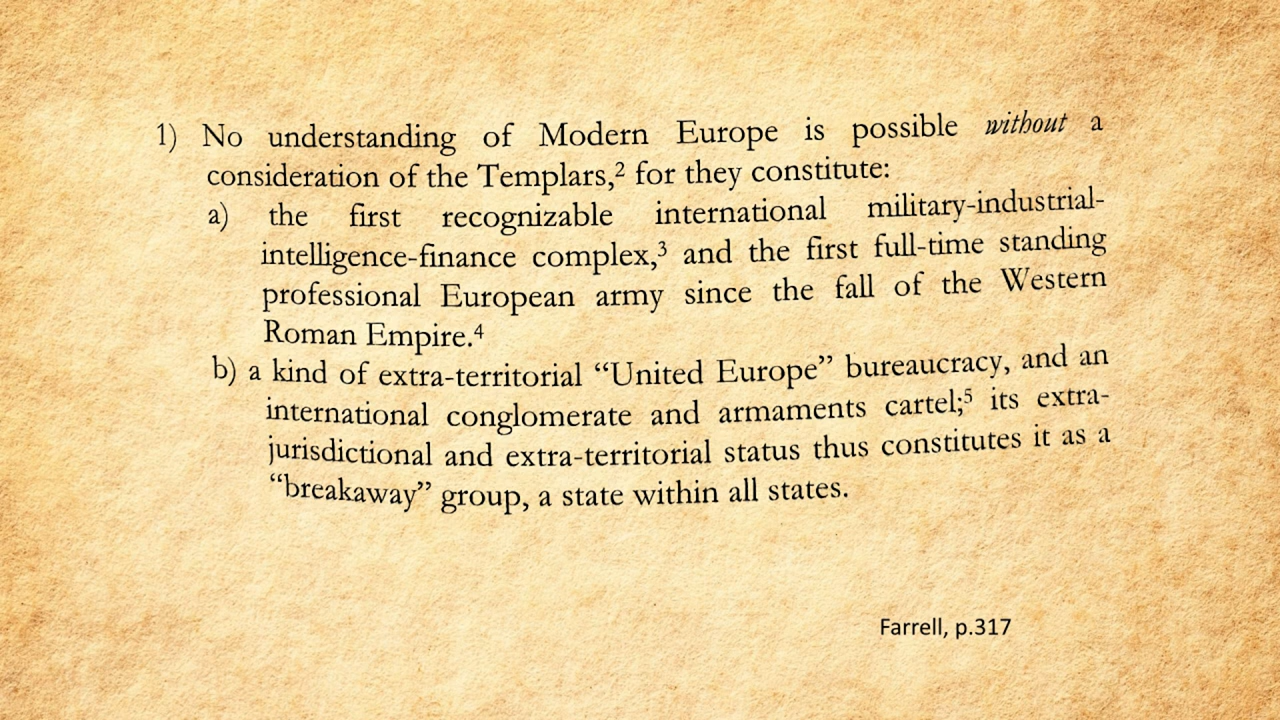 1) No understanding of Modern Europe is possible without a
consideration of the Templars,² for they constitute:
a) the first recognizable international military-industrial-
intelligence-finance complex,³ and the first full-time standing
professional European army since the fall of the Western
Roman Empire.⁴
b) a kind of extra-territorial “United Europe” bureaucracy, and an
international conglomerate and armaments cartel;⁵ its extra-
jurisdictional and extra-territorial status thus constitutes it as a
“breakaway” group, a state within all states.
Farrell, p.317